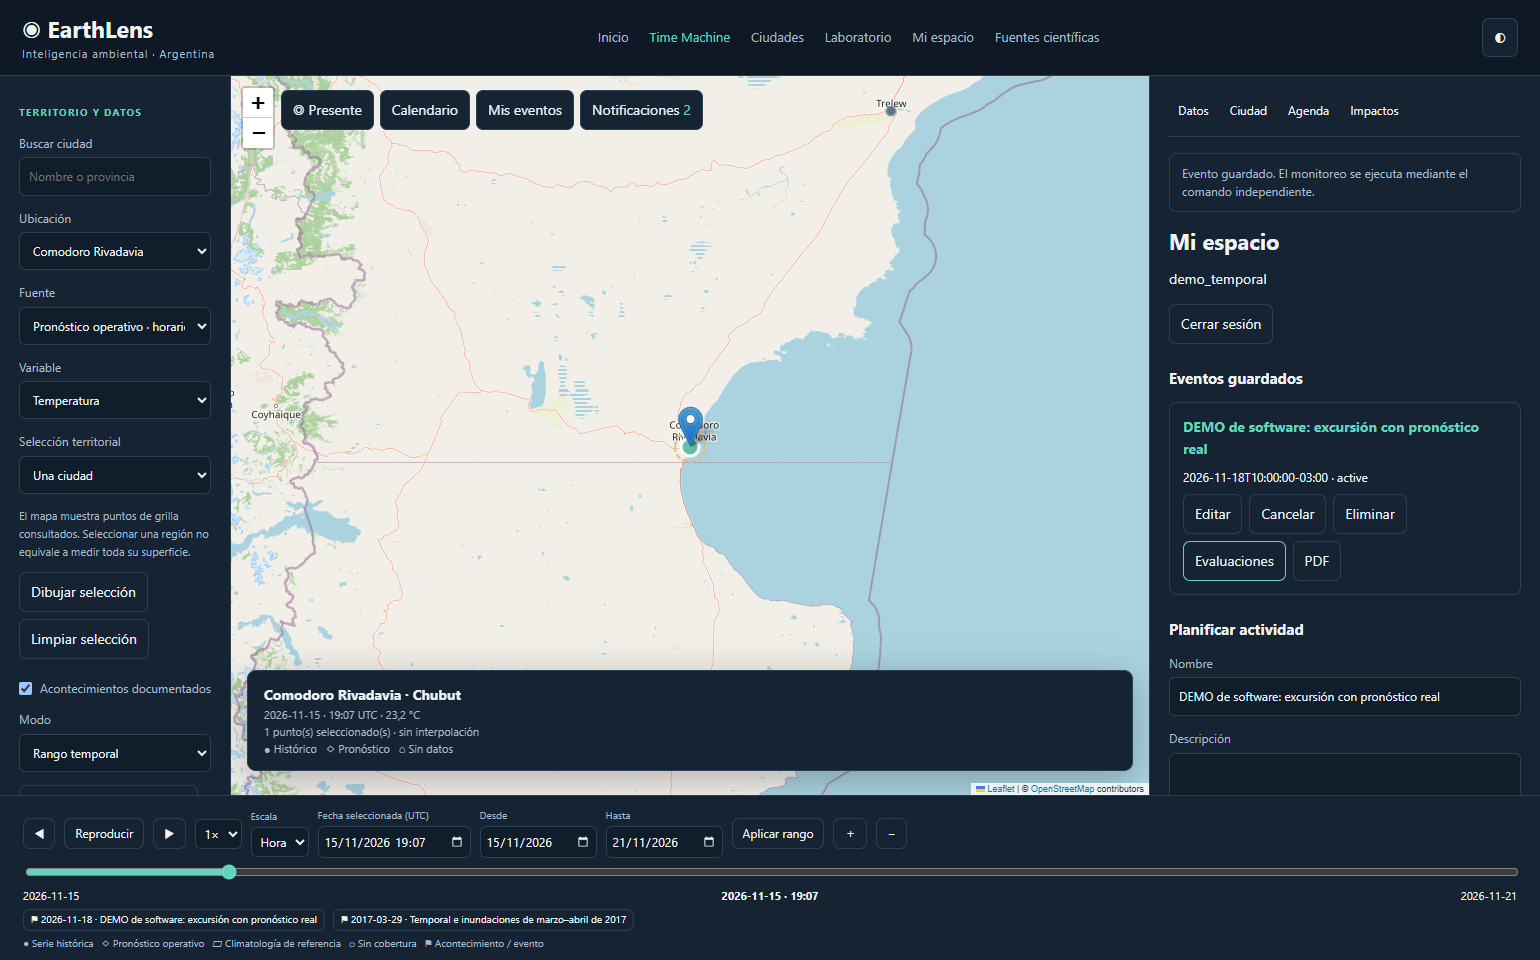 ◉ EarthLens
Inteligencia ambiental · Argentina
Inicio
Time Machine
Ciudades
Laboratorio
Mi espacio
Fuentes científicas
TERRITORIO Y DATOS
Buscar ciudad
Nombre o provincia
Ubicación
Comodoro Rivadavia
Fuente
Pronóstico operativo · horari
Variable
Temperatura
Selección territorial
Una ciudad
El mapa muestra puntos de grilla
consultados. Seleccionar una región no
equivale a medir toda su superficie.
Dibujar selección
Limpiar selección
Acontecimientos documentados
Modo
Rango temporal
+
−
◎ Presente
Calendario
Mis eventos
Notificaciones 2
Trelew
Coyhaique
Comodoro
Rivadavia
Comodoro Rivadavia · Chubut
2026-11-15 · 19:07 UTC · 23,2 °C
1 punto(s) seleccionado(s) · sin interpolación
● Histórico ◇ Pronóstico ○ Sin datos
Leaflet | © OpenStreetMap contributors
Datos
Ciudad
Agenda
Impactos
Evento guardado. El monitoreo se ejecuta mediante el
comando independiente.
Mi espacio
demo_temporal
Cerrar sesión
Eventos guardados
DEMO de software: excursión con pronóstico
real
2026-11-18T10:00:00-03:00 · active
Editar
Cancelar
Eliminar
Evaluaciones
PDF
Planificar actividad
Nombre
DEMO de software: excursión con pronóstico real
Descripción
◀
Reproducir
▶
1×
Escala
Hora
Fecha seleccionada (UTC)
15/11/2026 19:07
Desde
15/11/2026
Hasta
21/11/2026
Aplicar rango
+
−
2026-11-15
2026-11-15 · 19:07
2026-11-21
⚑ 2026-11-18 · DEMO de software: excursión con pronóstico real
⚑ 2017-03-29 · Temporal e inundaciones de marzo–abril de 2017
● Serie histórica ◇ Pronóstico operativo ▱ Climatología de referencia ○ Sin cobertura ⚑ Acontecimiento / evento